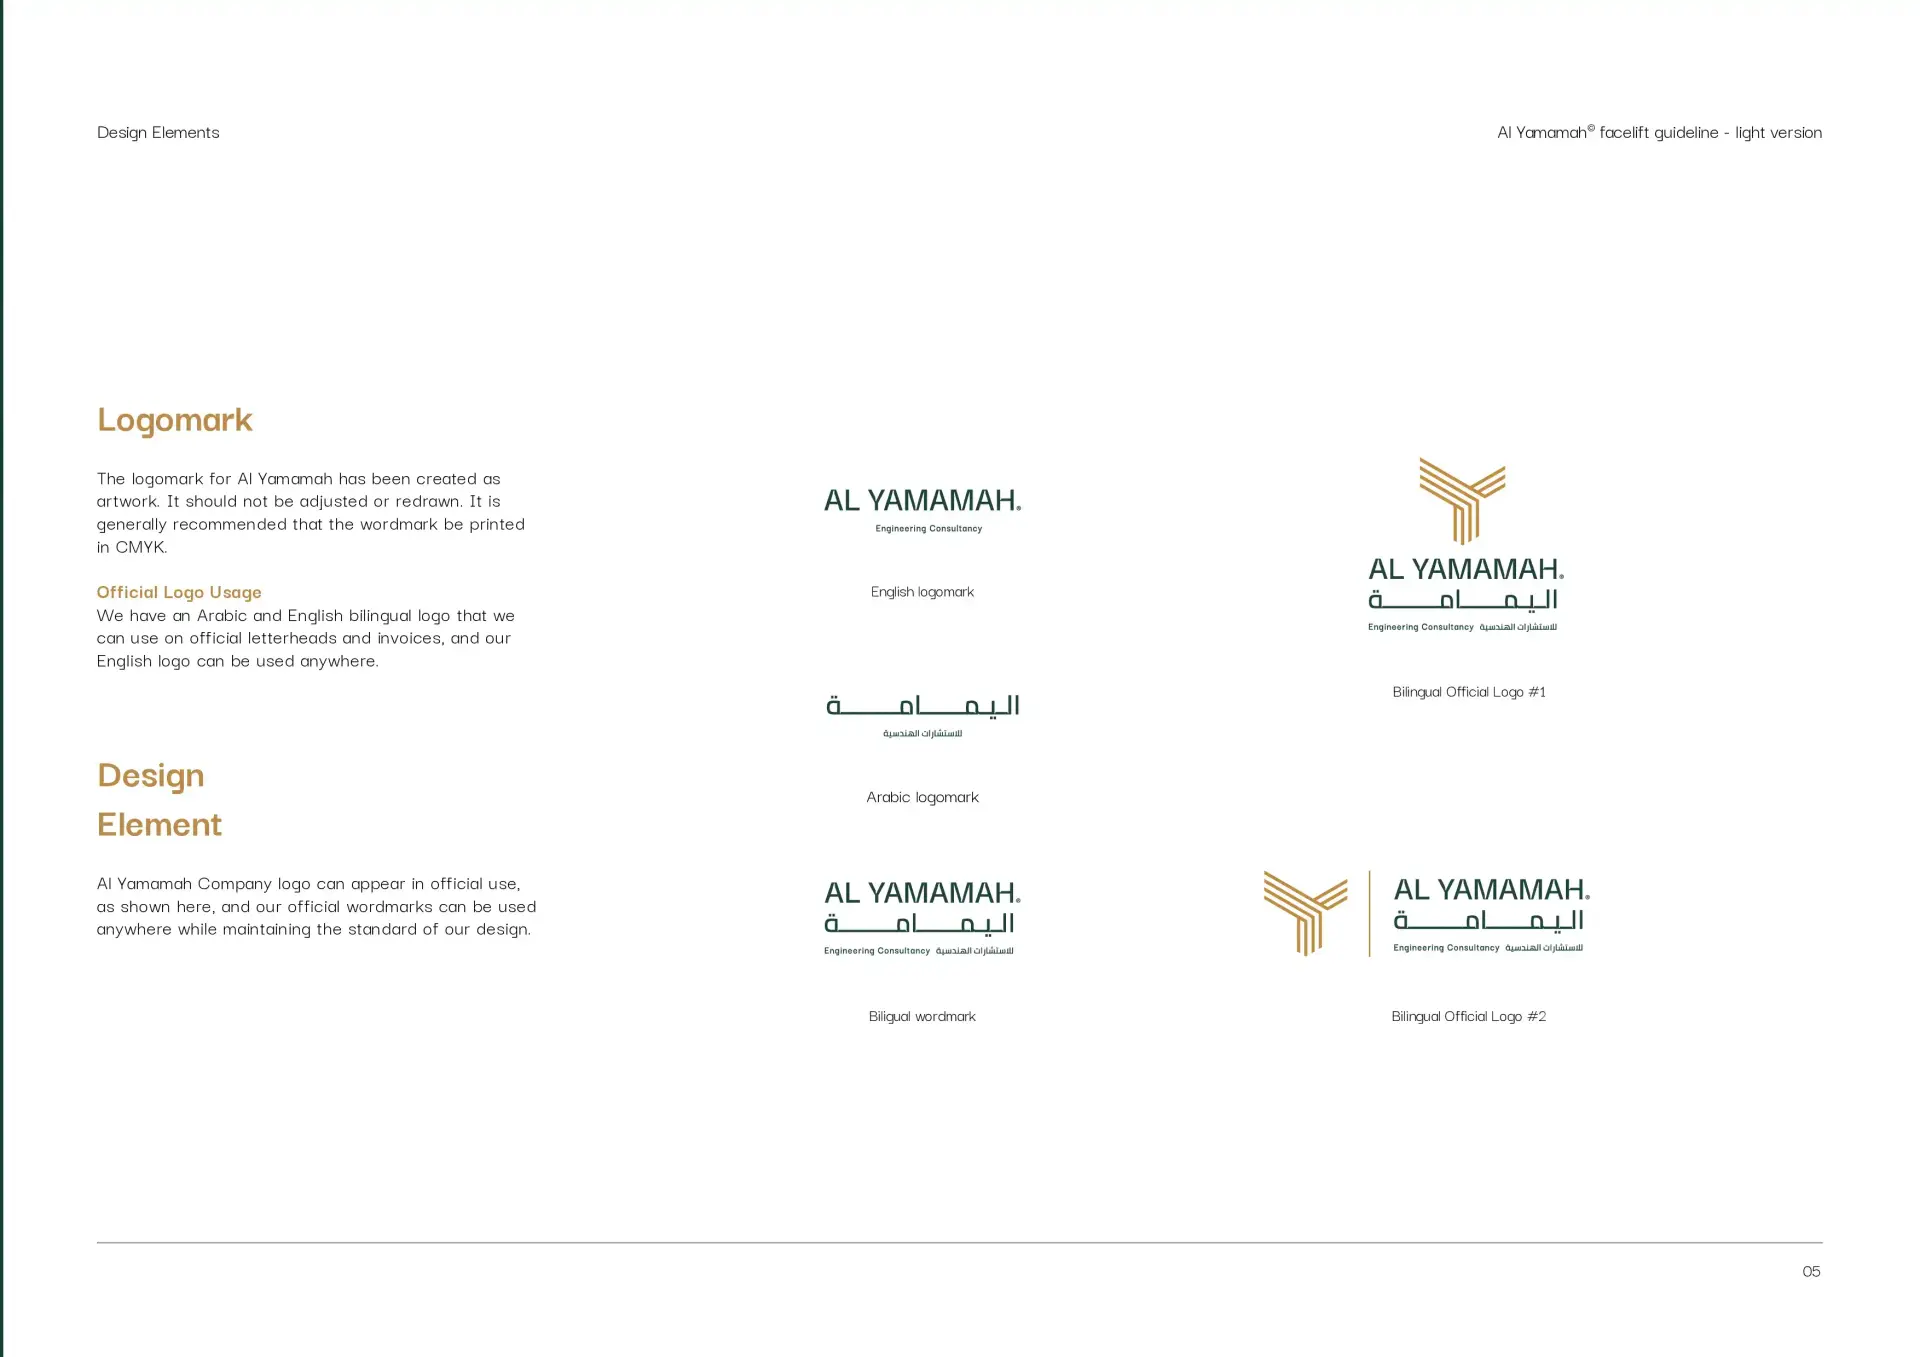 Design Elements
Al Yamamah© facelift guideline - light version
Logomark
The logomark for Al Yamamah has been created as
artwork. It should not be adjusted or redrawn. It is
generally recommended that the wordmark be printed
in CMYK.
Official Logo Usage
We have an Arabic and English bilingual logo that we
can use on official letterheads and invoices, and our
English logo can be used anywhere.
Design
Element
Al Yamamah Company logo can appear in official use,
as shown here, and our official wordmarks can be used
anywhere while maintaining the standard of our design.
AL YAMAMAH®
Engineering Consultancy
English logomark
اليمامة
للاستشارات الهندسية
Arabic logomark
AL YAMAMAH®
اليمامة
Engineering Consultancy للاستشارات الهندسية
Biligual wordmark
AL YAMAMAH®
اليمامة
Engineering Consultancy للاستشارات الهندسية
Bilingual Official Logo #1
AL YAMAMAH®
اليمامة
Engineering Consultancy للاستشارات الهندسية
Bilingual Official Logo #2
05